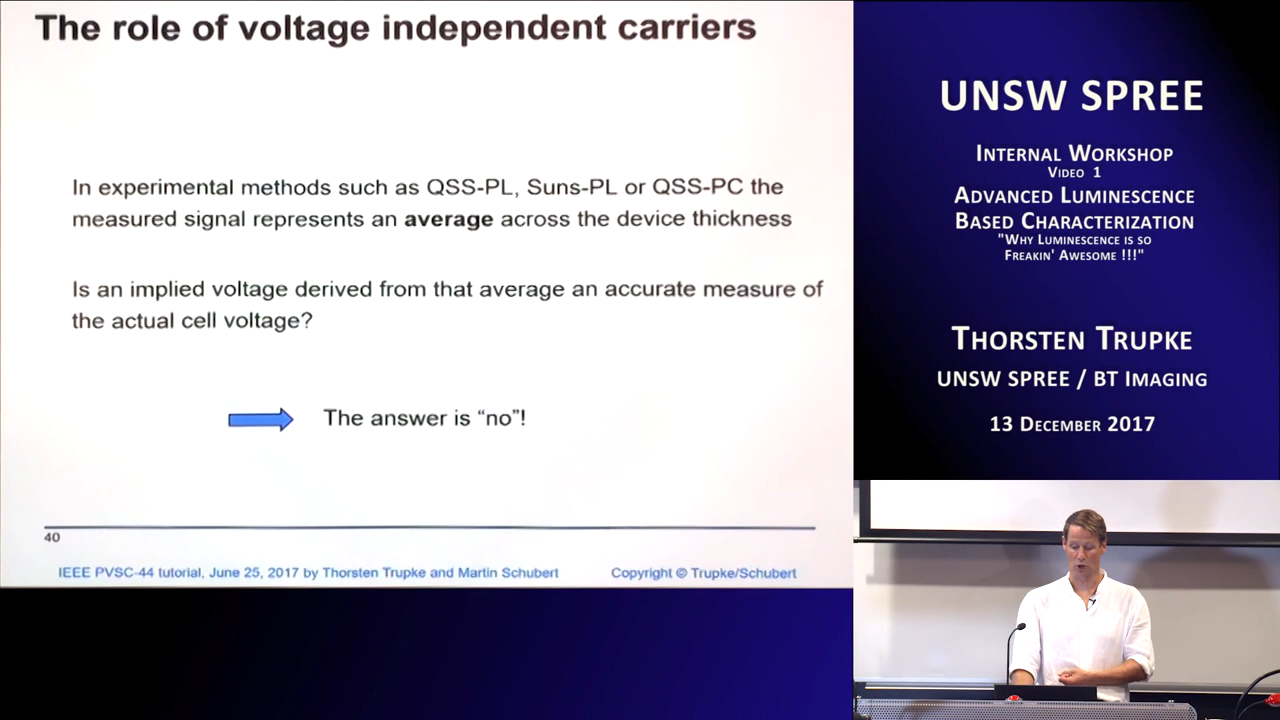 The role of voltage independent carriers
In experimental methods such as QSS-PL, Suns-PL or QSS-PC the
measured signal represents an average across the device thickness
Is an implied voltage derived from that average an accurate measure of
the actual cell voltage?
The answer is “no”!
40
IEEE PVSC-44 tutorial, June 25, 2017 by Thorsten Trupke and Martin Schubert
Copyright © Trupke/Schubert
UNSW SPREE
Internal Workshop
Video 1
Advanced Luminescence
Based Characterization
"Why Luminescence is so
Freakin' Awesome !!!"
Thorsten Trupke
UNSW SPREE / BT Imaging
13 December 2017